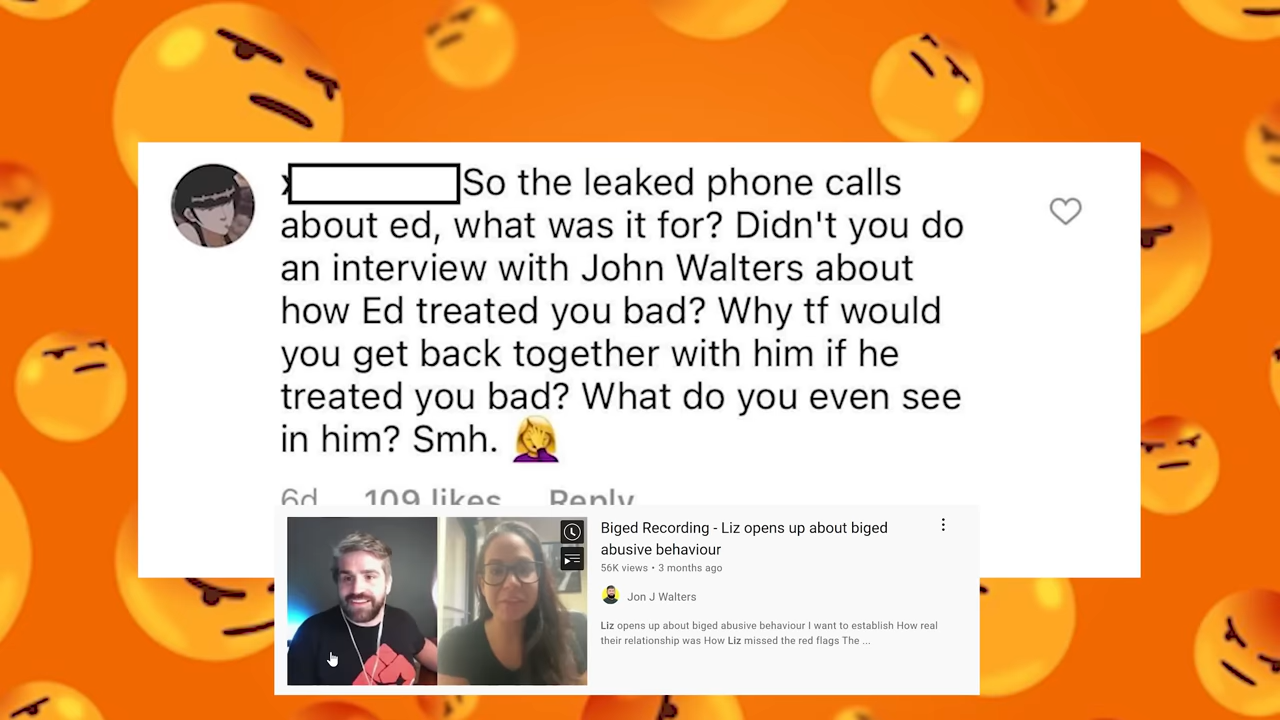 So the leaked phone calls
about ed, what was it for? Didn't you do
an interview with John Walters about
how Ed treated you bad? Why tf would
you get back together with him if he
treated you bad? What do you even see
in him? Smh. 🤦‍♀️
6d 109 likes Reply
Biged Recording - Liz opens up about biged
abusive behaviour
56K views • 3 months ago
Jon J Walters
Liz opens up about biged abusive behaviour I want to establish How real
their relationship was How Liz missed the red flags The ...